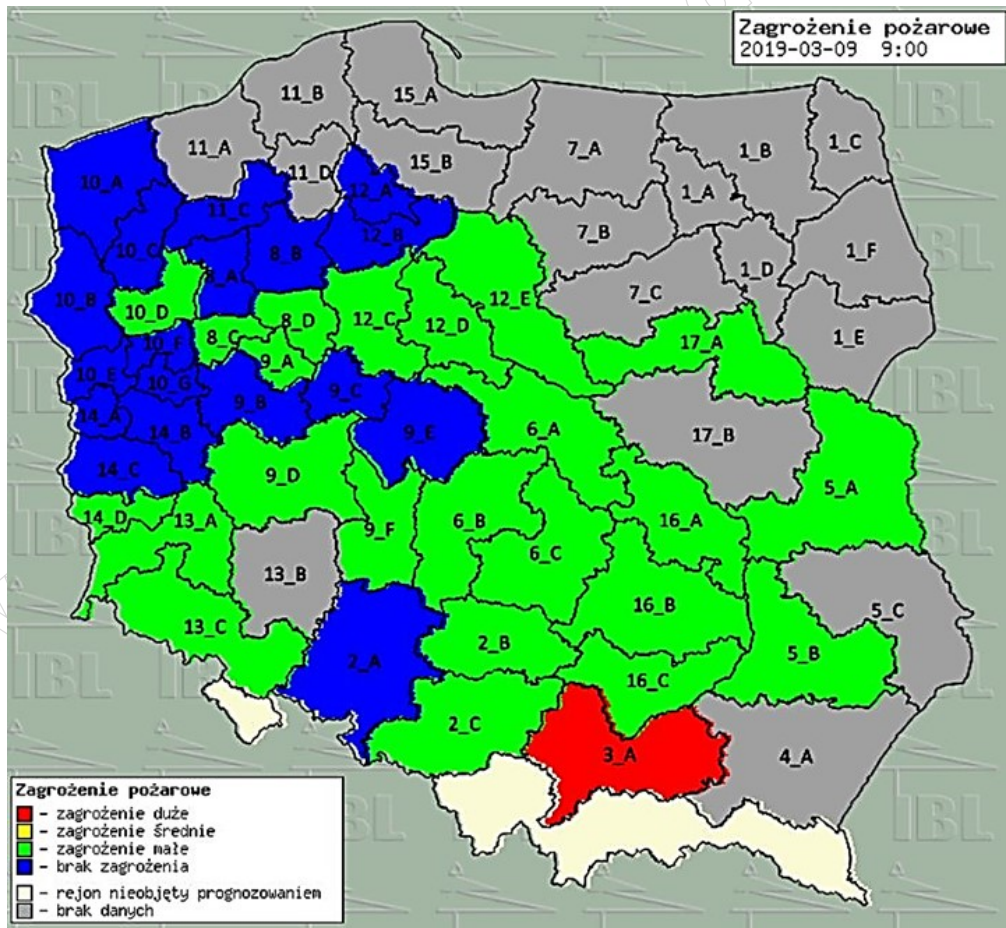 Zagrożenie pożarowe
2019-03-09 9:00
11_B
15_A
11_A
11_D
15_B
7_A
1_B
1_C
10_A
12_A
1_A
11_C
12_B
7_B
1_F
10_C
8_B
8_A
1_D
10_B
10_D
12_E
7_C
8_D
12_C
12_D
8_C
10_F
9_A
17_A
1_E
10_E
10_G
9_B
9_C
14_A
14_B
9_E
6_A
17_B
14_C
9_D
5_A
14_D
13_A
9_F
6_B
16_A
6_C
13_B
16_B
5_C
13_C
2_B
5_B
2_A
16_C
2_C
3_A
4_A
Zagrożenie pożarowe
- zagrożenie duże
- zagrożenie średnie
- zagrożenie małe
- brak zagrożenia
- rejon nieobjęty prognozowaniem
- brak danych